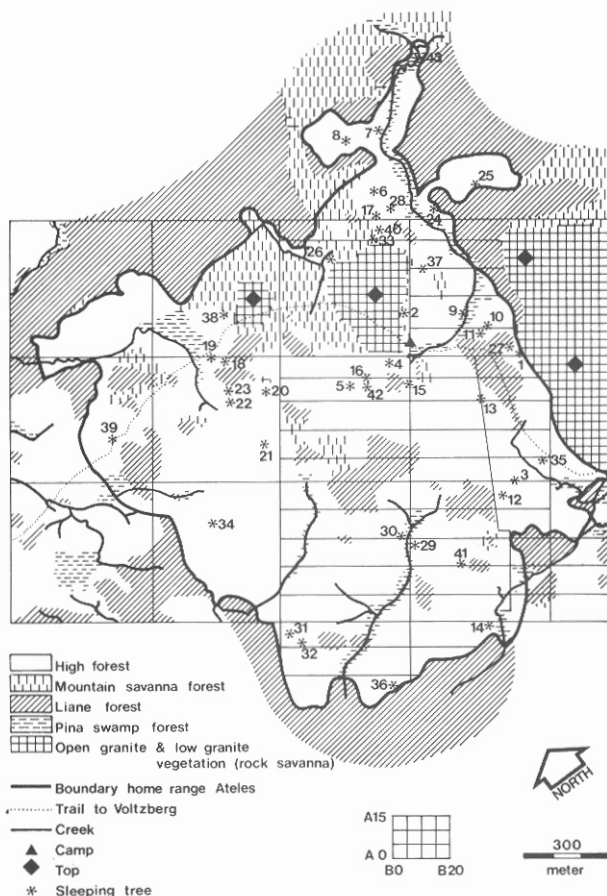 43
8
7
25
6
28
17
24
40
33
26
37
38
2
9
10
11
27
1
19
18
4
16
5
42
15
23
20
22
13
39
21
35
3
12
34
30
29
41
31
32
14
36
High forest
Mountain savanna forest
Liane forest
Pina swamp forest
Open granite & low granite
vegetation (rock savanna)
Boundary home range Ateles
Trail to Voltzberg
Creek
Camp
Top
Sleeping tree
NORTH
A15
A 0
B0 B20
300
meter